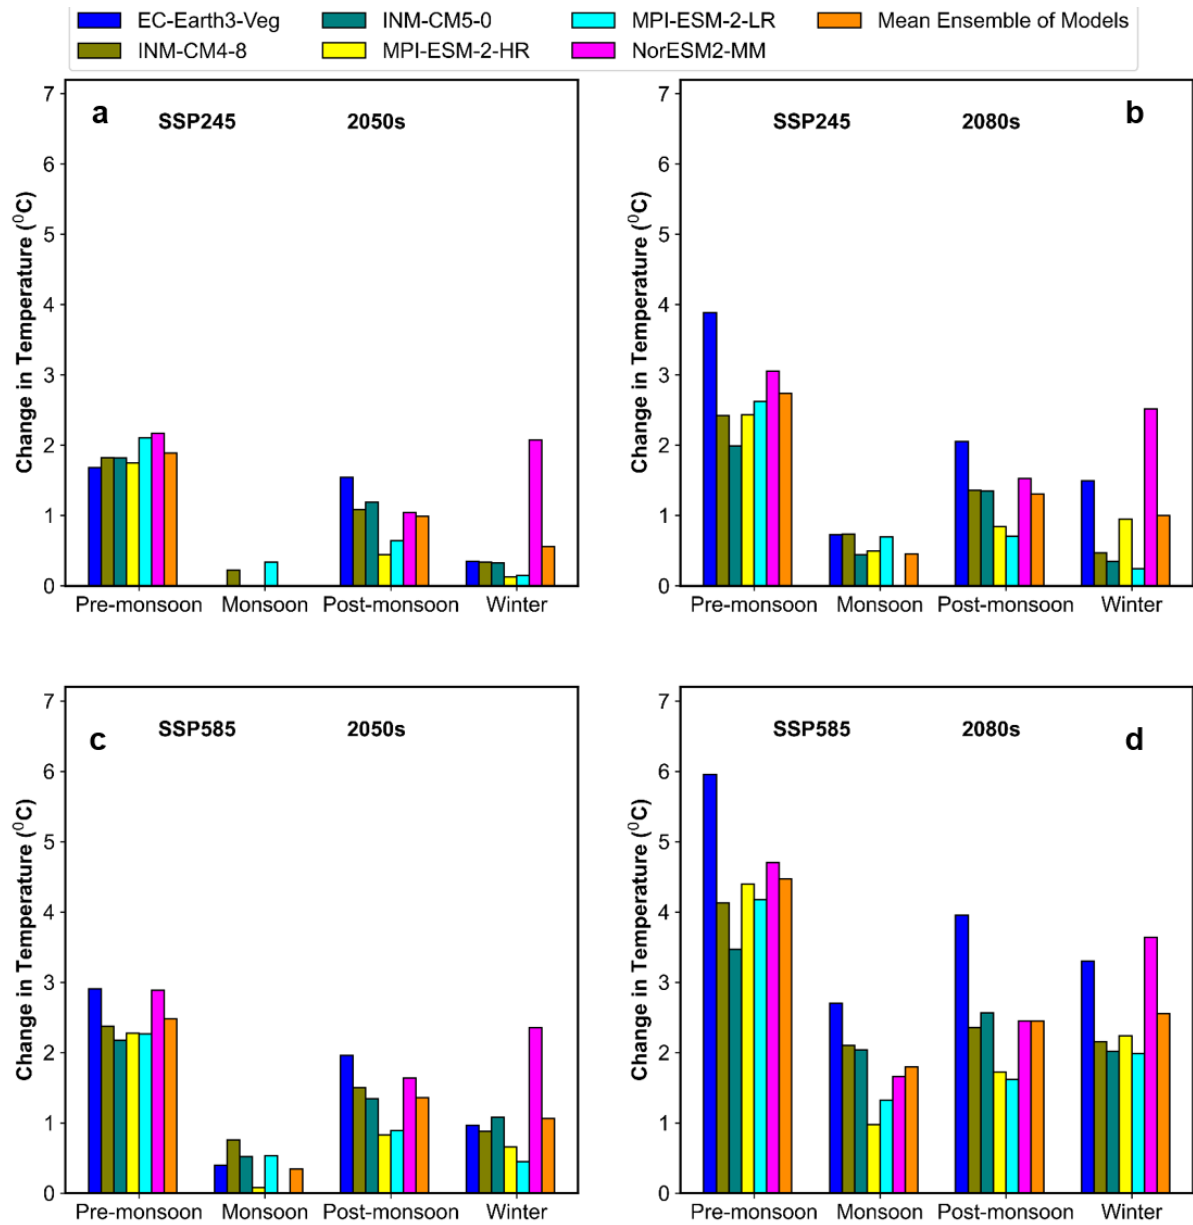 EC-Earth3-Veg INM-CM5-0 MPI-ESM-2-LR Mean Ensemble of Models
INM-CM4-8 MPI-ESM-2-HR NorESM2-MM
a SSP245 2050s
7
6
5
4
3
2
1
0
Change in Temperature (⁰C)
Pre-monsoon Monsoon Post-monsoon Winter
SSP245 2080s b
7
6
5
4
3
2
1
0
Change in Temperature (⁰C)
Pre-monsoon Monsoon Post-monsoon Winter
c SSP585 2050s
7
6
5
4
3
2
1
0
Change in Temperature (⁰C)
Pre-monsoon Monsoon Post-monsoon Winter
SSP585 2080s d
7
6
5
4
3
2
1
0
Change in Temperature (⁰C)
Pre-monsoon Monsoon Post-monsoon Winter